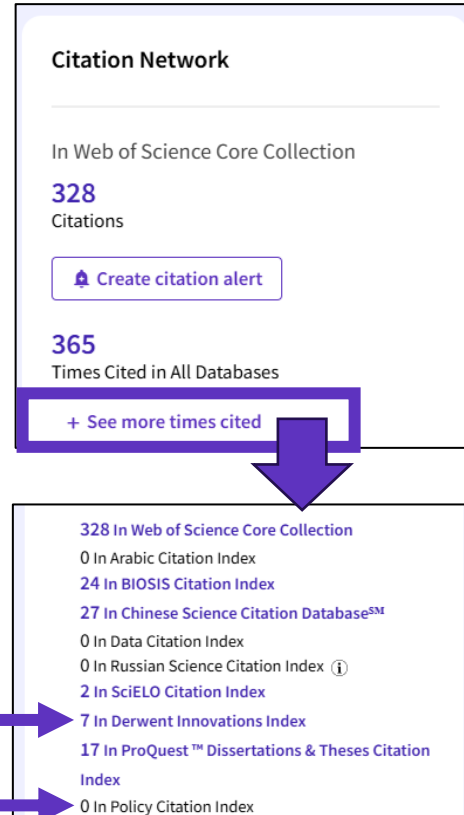 Citation Network
In Web of Science Core Collection
328
Citations
Create citation alert
365
Times Cited in All Databases
+ See more times cited
328 In Web of Science Core Collection
0 In Arabic Citation Index
24 In BIOSIS Citation Index
27 In Chinese Science Citation Database℠
0 In Data Citation Index
0 In Russian Science Citation Index ⓘ
2 In SciELO Citation Index
7 In Derwent Innovations Index
17 In ProQuest ™ Dissertations & Theses Citation
Index
0 In Policy Citation Index